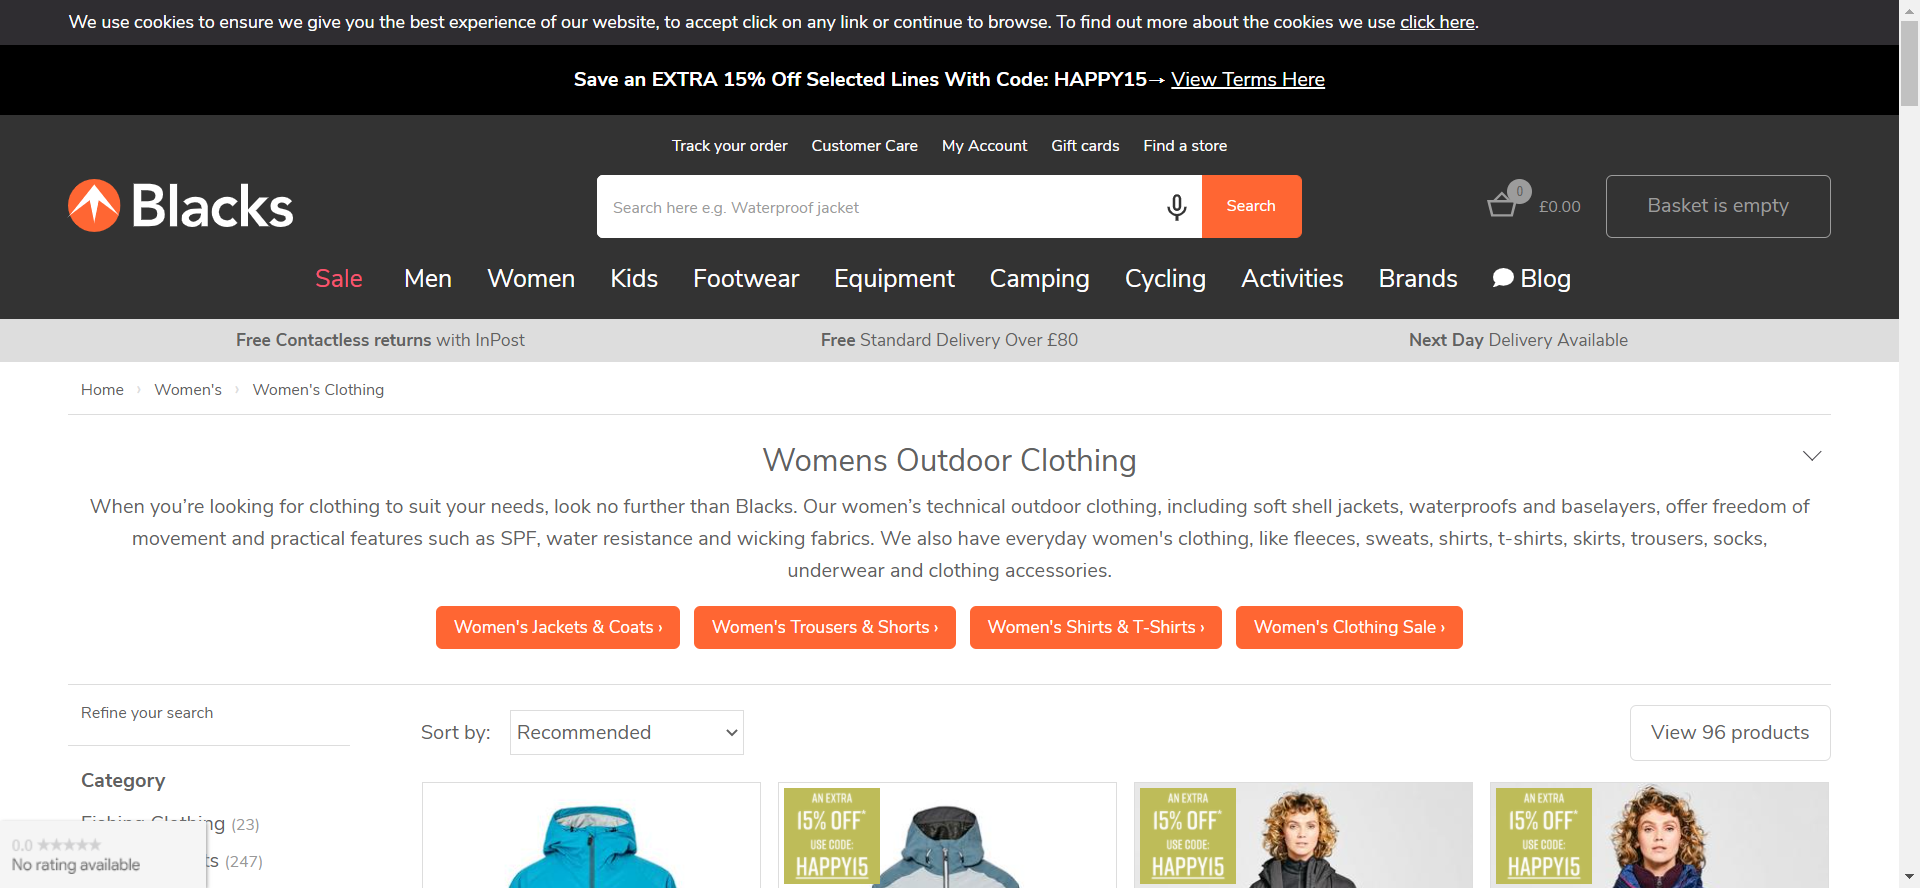 We use cookies to ensure we give you the best experience of our website, to accept click on any link or continue to browse. To find out more about the cookies we use click here.
Save an EXTRA 15% Off Selected Lines With Code: HAPPY15→ View Terms Here
Track your order Customer Care My Account Gift cards Find a store
Blacks
Search here e.g. Waterproof jacket Search
0 £0.00 Basket is empty
Sale Men Women Kids Footwear Equipment Camping Cycling Activities Brands Blog
Free Contactless returns with InPost Free Standard Delivery Over £80 Next Day Delivery Available
Home › Women's › Women's Clothing
Womens Outdoor Clothing
When you’re looking for clothing to suit your needs, look no further than Blacks. Our women’s technical outdoor clothing, including soft shell jackets, waterproofs and baselayers, offer freedom of
movement and practical features such as SPF, water resistance and wicking fabrics. We also have everyday women's clothing, like fleeces, sweats, shirts, t-shirts, skirts, trousers, socks,
underwear and clothing accessories.
Women's Jackets & Coats › Women's Trousers & Shorts › Women's Shirts & T-Shirts › Women's Clothing Sale ›
Refine your search
Sort by: Recommended View 96 products
Category
Fishing Clothing (23)
ts (247)
0.0 ★★★★★
No rating available
AN EXTRA
15% OFF*
USE CODE:
HAPPY15
AN EXTRA
15% OFF*
USE CODE:
HAPPY15
AN EXTRA
15% OFF*
USE CODE:
HAPPY15